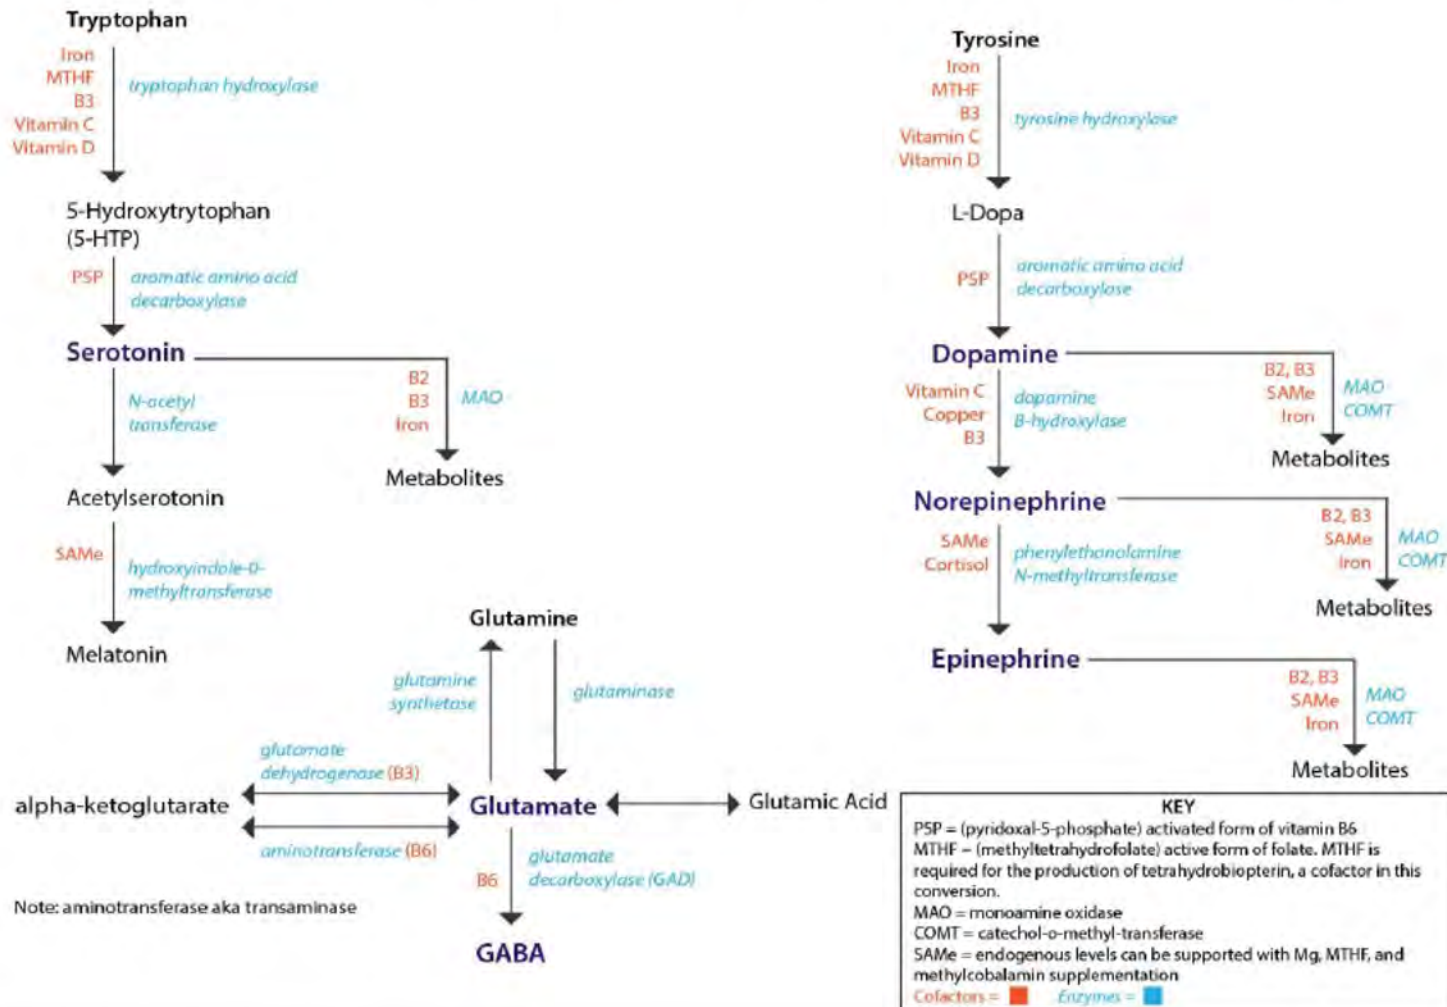 Tryptophan
Iron
MTHF
B3
Vitamin C
Vitamin D
tryptophan hydroxylase
5-Hydroxytrytophan
(5-HTP)
P5P
aromatic amino acid
decarboxylase
Serotonin
N-acetyl
transferase
B2
B3
Iron
MAO
Metabolites
Acetylserotonin
SAMe
hydroxyindole-O-
methyltransferase
Melatonin
Tyrosine
Iron
MTHF
B3
Vitamin C
Vitamin D
tyrosine hydroxylase
L-Dopa
P5P
aromatic amino acid
decarboxylase
Dopamine
Vitamin C
Copper
B3
dopamine
B-hydroxylase
B2, B3
SAMe
Iron
MAO
COMT
Metabolites
Norepinephrine
SAMe
Cortisol
phenylethanolamine
N-methyltransferase
B2, B3
SAMe
Iron
MAO
COMT
Metabolites
Epinephrine
B2, B3
SAMe
Iron
MAO
COMT
Metabolites
Glutamine
glutamine
synthetase
glutaminase
glutamate
dehydrogenase (B3)
alpha-ketoglutarate
Glutamate
Glutamic Acid
aminotransferase (B6)
B6
glutamate
decarboxylase (GAD)
GABA
Note: aminotransferase aka transaminase
KEY
P5P = (pyridoxal-5-phosphate) activated form of vitamin B6
MTHF = (methyltetrahydrofolate) active form of folate. MTHF is
required for the production of tetrahydrobiopterin, a cofactor in this
conversion.
MAO = monoamine oxidase
COMT = catechol-o-methyl-transferase
SAMe = endogenous levels can be supported with Mg, MTHF, and
methylcobalamin supplementation
Cofactors =
Enzymes =